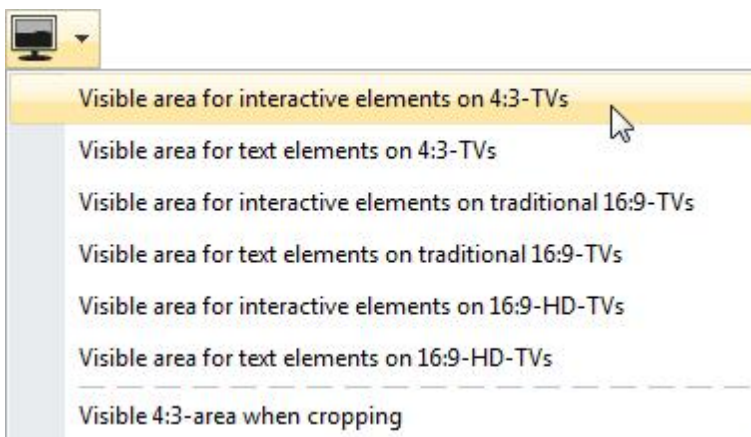 Visible area for interactive elements on 4:3-TVs
Visible area for text elements on 4:3-TVs
Visible area for interactive elements on traditional 16:9-TVs
Visible area for text elements on traditional 16:9-TVs
Visible area for interactive elements on 16:9-HD-TVs
Visible area for text elements on 16:9-HD-TVs
Visible 4:3-area when cropping